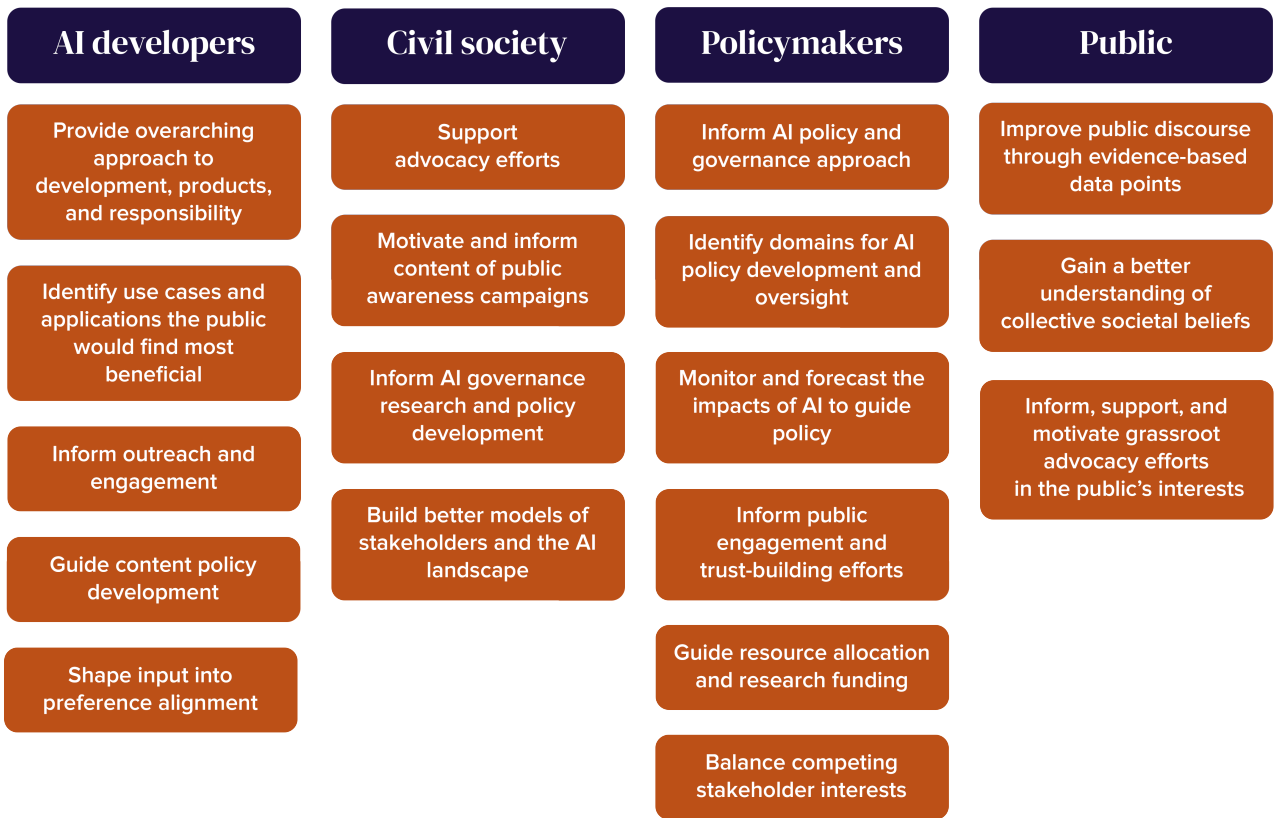 AI developers
Provide overarching
approach to
development, products,
and responsibility
Identify use cases and
applications the public
would find most
beneficial
Inform outreach and
engagement
Guide content policy
development
Shape input into
preference alignment
Civil society
Support
advocacy efforts
Motivate and inform
content of public
awareness campaigns
Inform AI governance
research and policy
development
Build better models of
stakeholders and the AI
landscape
Policymakers
Inform AI policy and
governance approach
Identify domains for AI
policy development and
oversight
Monitor and forecast the
impacts of AI to guide
policy
Inform public
engagement and
trust-building efforts
Guide resource allocation
and research funding
Balance competing
stakeholder interests
Public
Improve public discourse
through evidence-based
data points
Gain a better
understanding of
collective societal beliefs
Inform, support, and
motivate grassroot
advocacy efforts
in the public’s interests